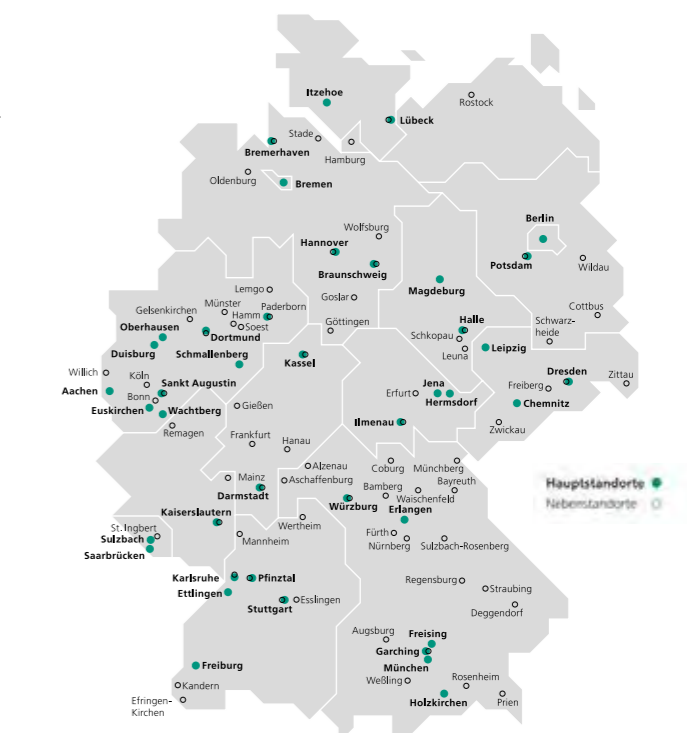 Itzehoe
Rostock
Lübeck
Stade
Hamburg
Bremerhaven
Oldenburg
Bremen
Wolfsburg
Berlin
Hannover
Potsdam
Wildau
Braunschweig
Magdeburg
Lemgo
Goslar
Cottbus
Münster
Paderborn
Gelsenkirchen
Hamm
Soest
Göttingen
Halle
Schwarz-
heide
Oberhausen
Dortmund
Schkopau
Leipzig
Duisburg
Schmallenberg
Kassel
Leuna
Willich
Köln
Sankt Augustin
Jena
Dresden
Zittau
Aachen
Bonn
Erfurt
Hermsdorf
Freiberg
Chemnitz
Euskirchen
Wachtberg
Gießen
Ilmenau
Zwickau
Remagen
Frankfurt
Hanau
Alzenau
Coburg
Münchberg
Mainz
Aschaffenburg
Bamberg
Bayreuth
Darmstadt
Würzburg
Waischenfeld
Hauptstandorte
Nebenstandorte
Kaiserslautern
Wertheim
Erlangen
St. Ingbert
Sulzbach
Mannheim
Fürth
Nürnberg
Sulzbach-Rosenberg
Saarbrücken
Karlsruhe
Pfinztal
Regensburg
Straubing
Ettlingen
Stuttgart
Esslingen
Deggendorf
Augsburg
Freising
Garching
München
Freiburg
Weßling
Rosenheim
Kandern
Efringen-
Kirchen
Holzkirchen
Prien